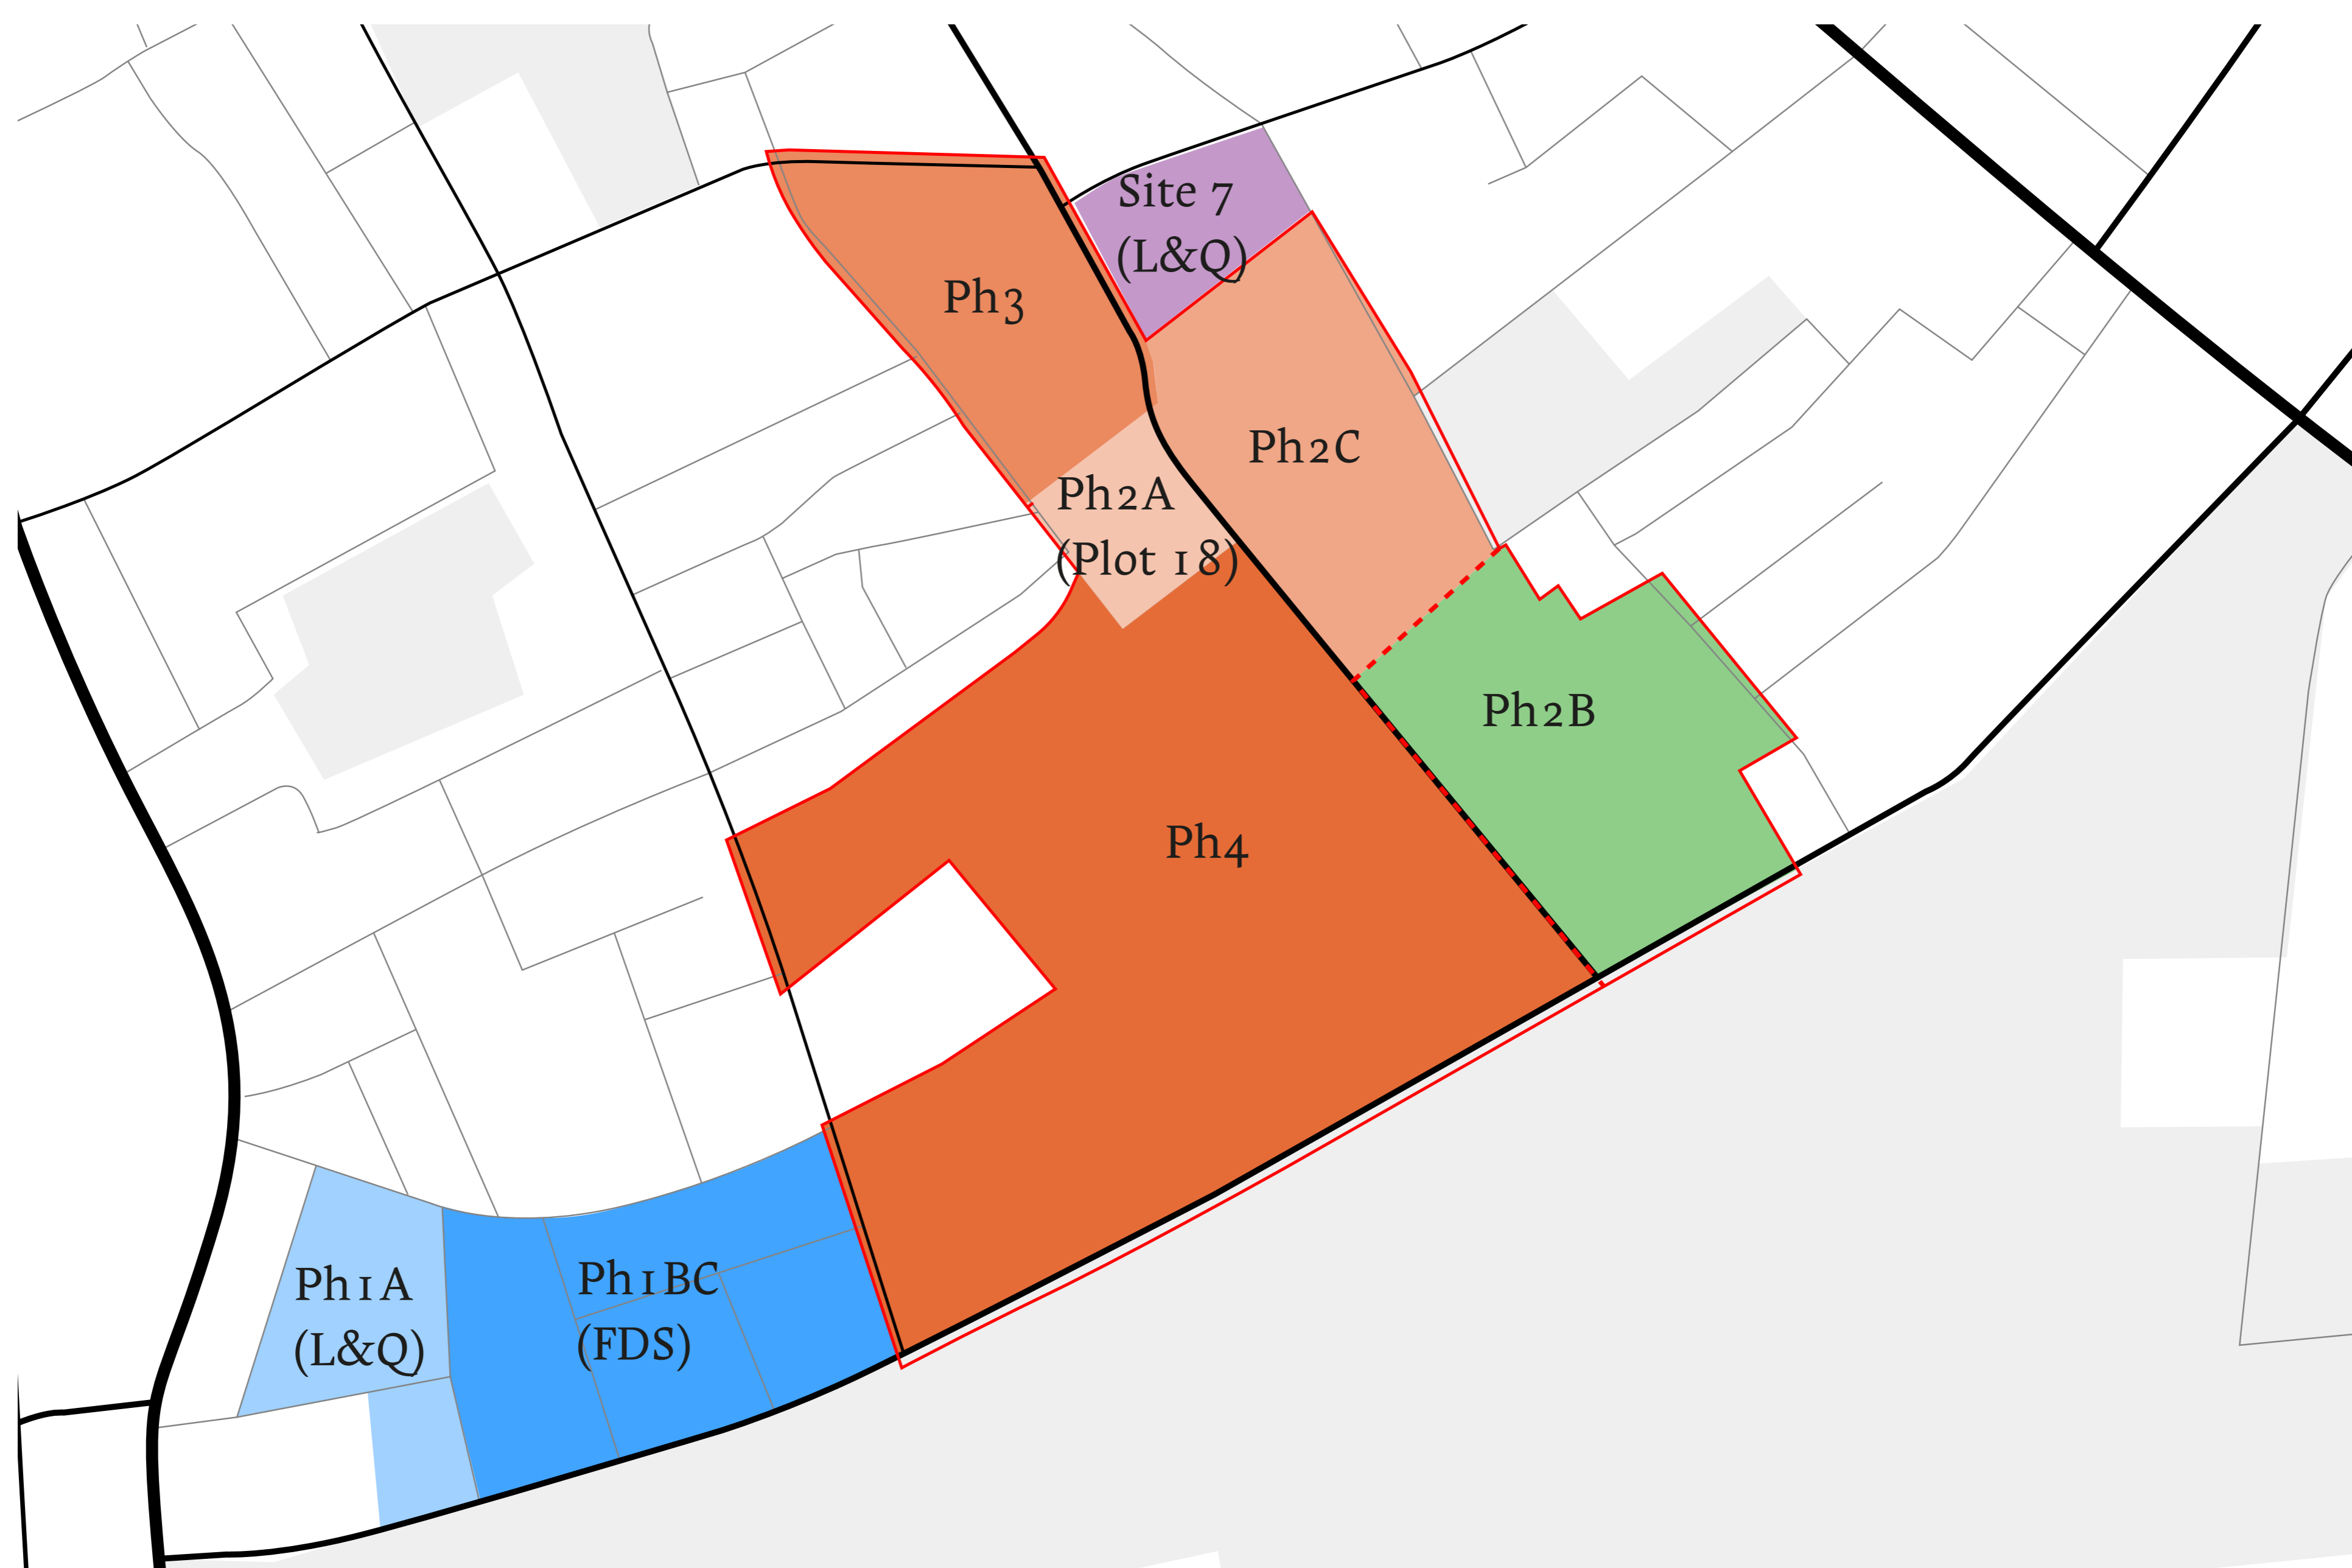 Site 7
(L&Q)
Ph3
Ph2C
Ph2A
(Plot 18)
Ph2B
Ph4
Ph1A
(L&Q)
Ph1BC
(FDS)